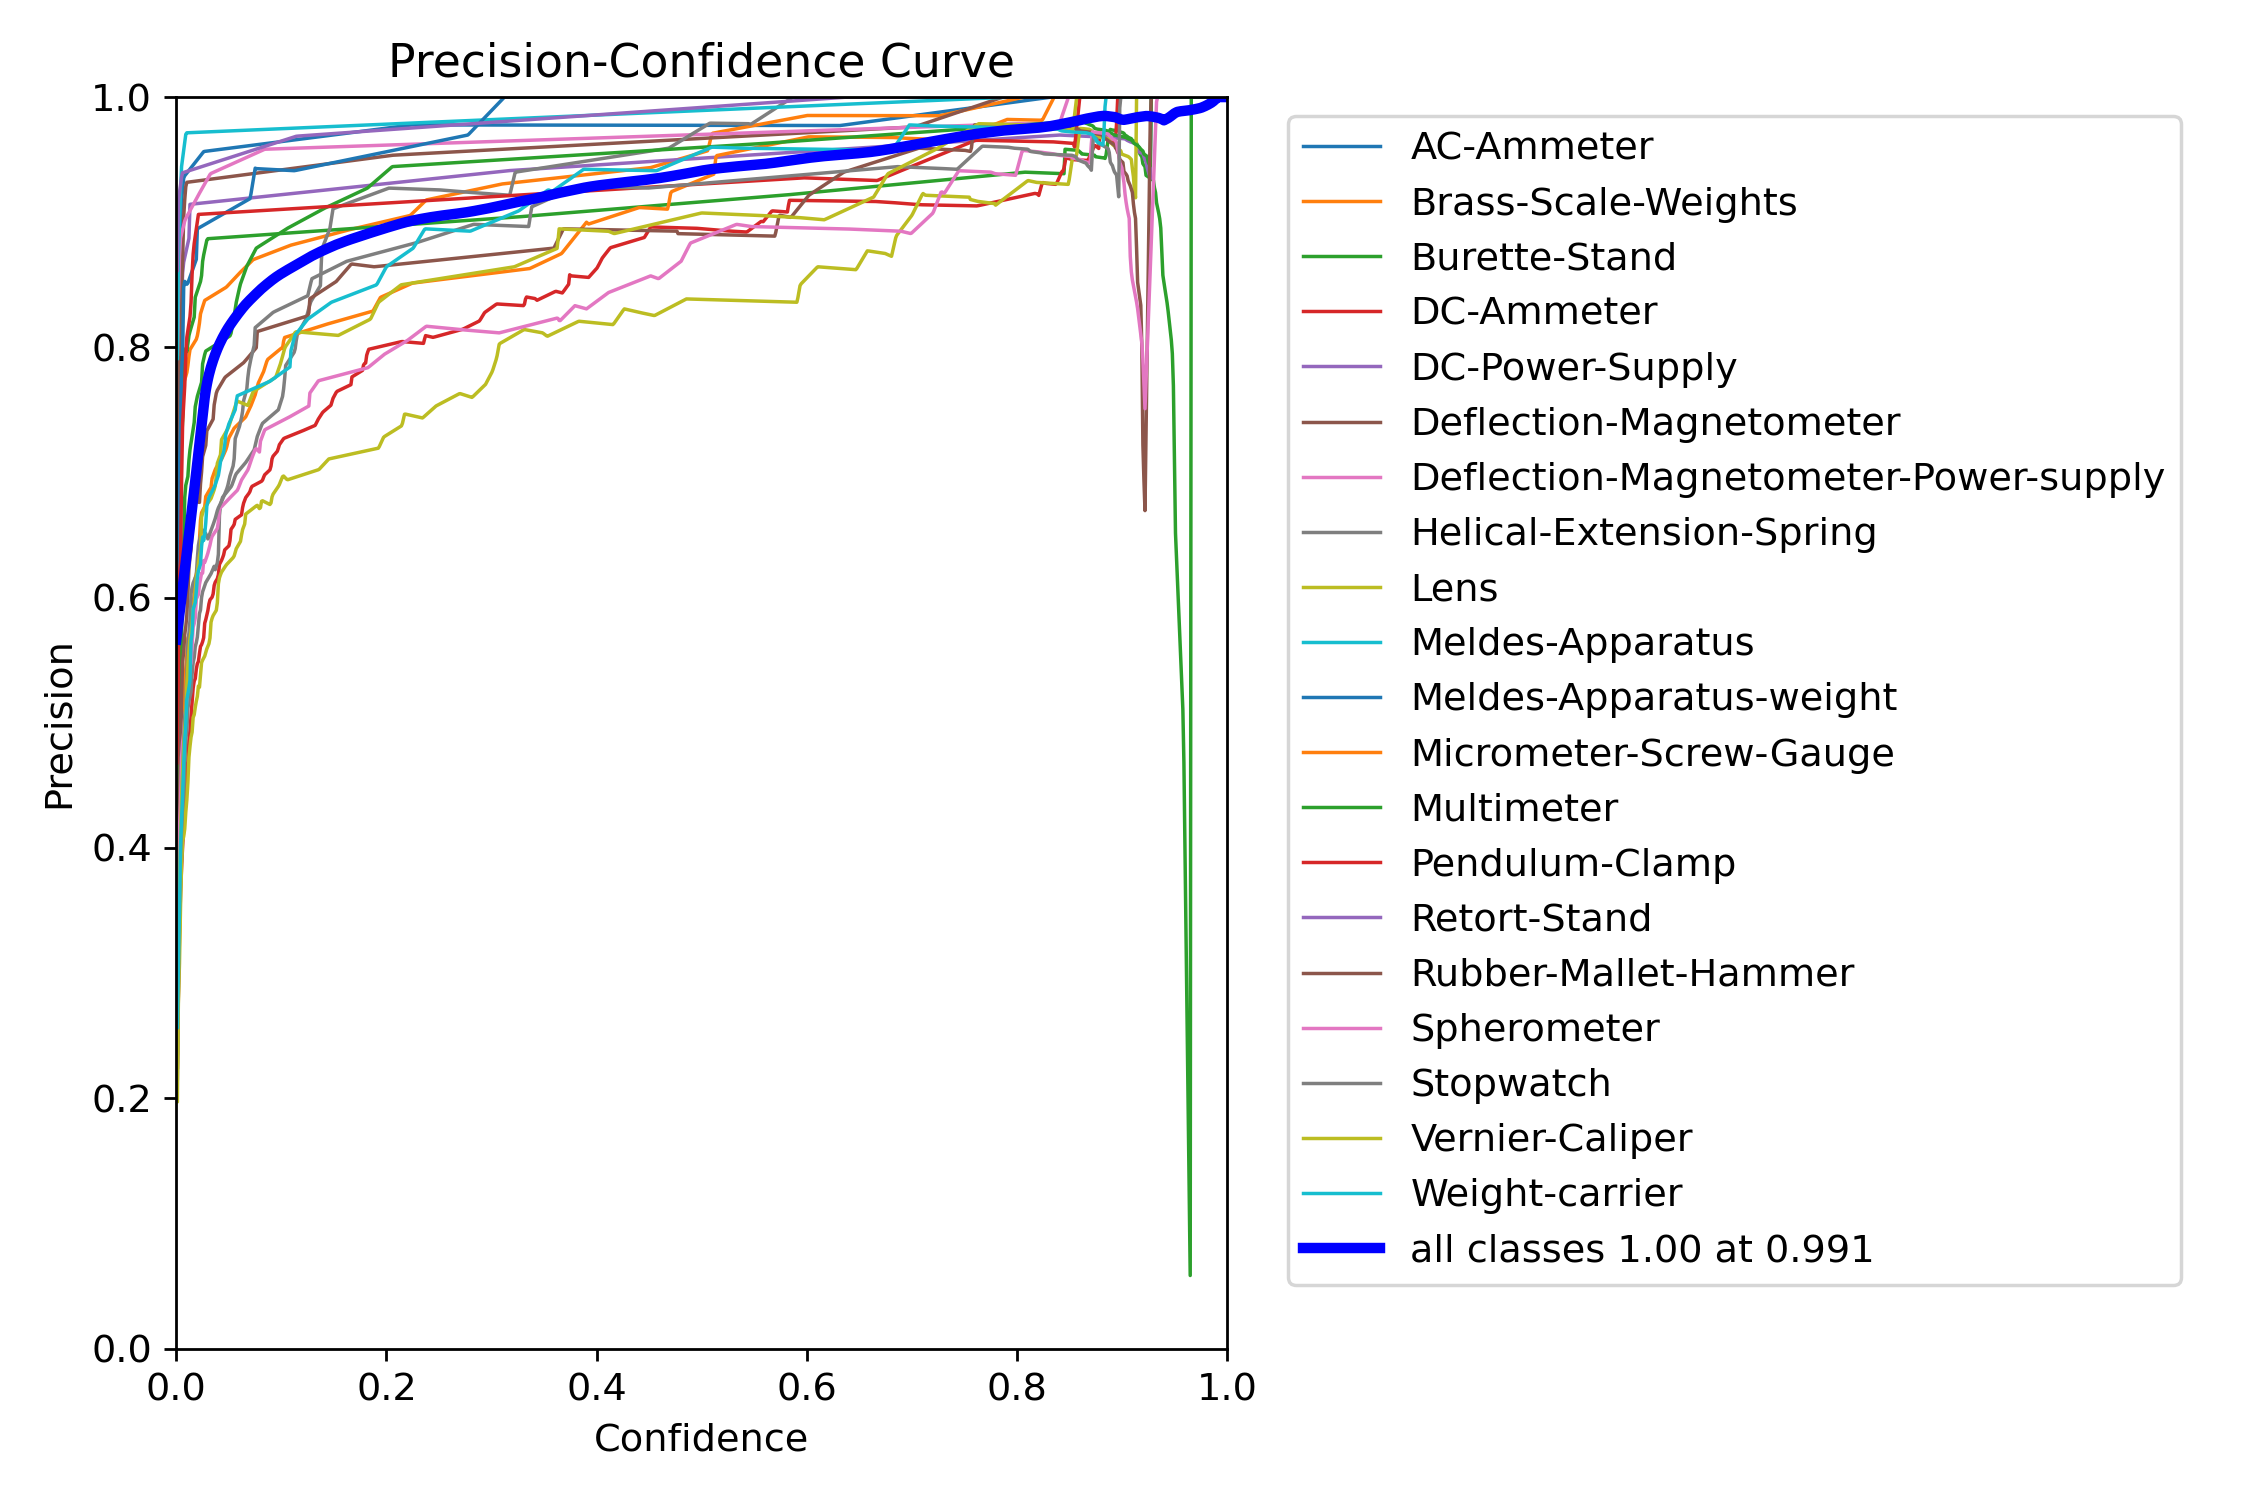 Precision-Confidence Curve
1.0
0.8
0.6
0.4
0.2
0.0
Precision
0.0 0.2 0.4 0.6 0.8 1.0
Confidence
AC-Ammeter
Brass-Scale-Weights
Burette-Stand
DC-Ammeter
DC-Power-Supply
Deflection-Magnetometer
Deflection-Magnetometer-Power-supply
Helical-Extension-Spring
Lens
Meldes-Apparatus
Meldes-Apparatus-weight
Micrometer-Screw-Gauge
Multimeter
Pendulum-Clamp
Retort-Stand
Rubber-Mallet-Hammer
Spherometer
Stopwatch
Vernier-Caliper
Weight-carrier
all classes 1.00 at 0.991